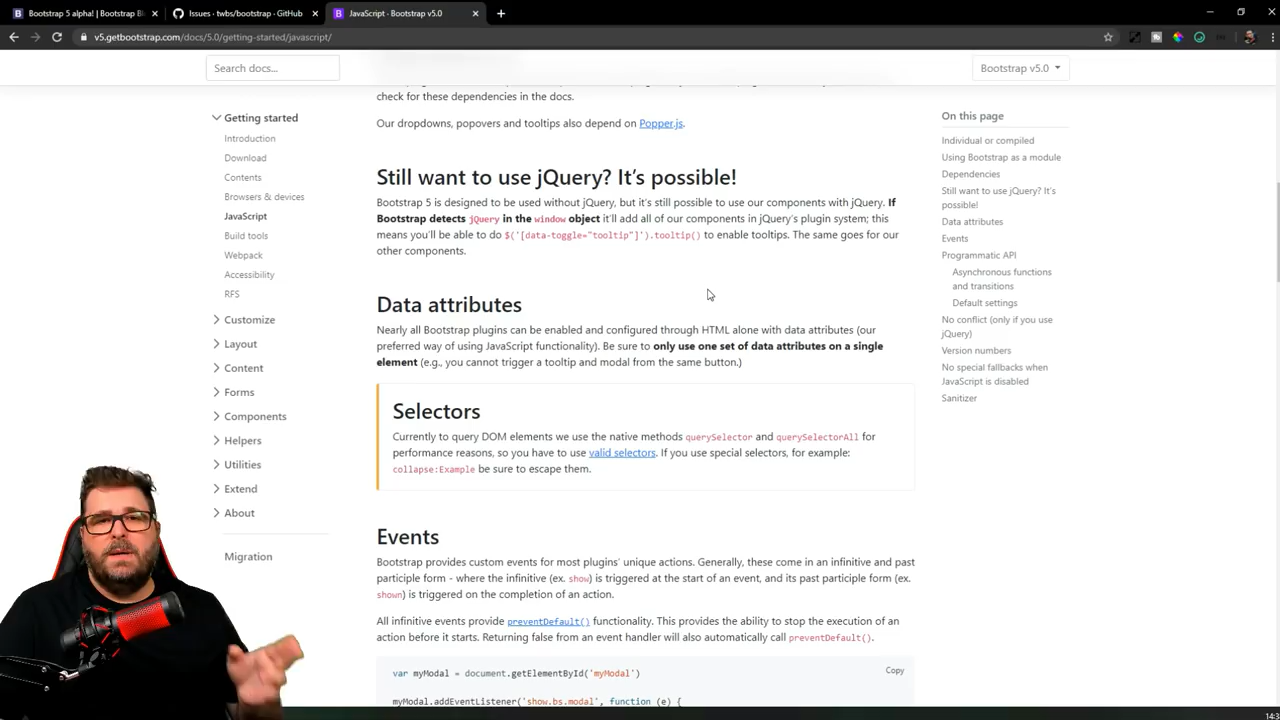 Bootstrap 5 alpha! | Bootstrap Bl
Issues · twbs/bootstrap · GitHub
JavaScript · Bootstrap v5.0
v5.getbootstrap.com/docs/5.0/getting-started/javascript/
Search docs...
Bootstrap v5.0
Getting started
Introduction
Download
Contents
Browsers & devices
JavaScript
Build tools
Webpack
Accessibility
RFS
Customize
Layout
Content
Forms
Components
Helpers
Utilities
Extend
About
Migration
check for these dependencies in the docs.
Our dropdowns, popovers and tooltips also depend on Popper.js.
Still want to use jQuery? It's possible!
Bootstrap 5 is designed to be used without jQuery, but it's still possible to use our components with jQuery. If
Bootstrap detects jQuery in the window object it'll add all of our components in jQuery's plugin system; this
means you'll be able to do $('[data-toggle="tooltip"]').tooltip() to enable tooltips. The same goes for our
other components.
Data attributes
Nearly all Bootstrap plugins can be enabled and configured through HTML alone with data attributes (our
preferred way of using JavaScript functionality). Be sure to only use one set of data attributes on a single
element (e.g., you cannot trigger a tooltip and modal from the same button.)
Selectors
Currently to query DOM elements we use the native methods querySelector and querySelectorAll for
performance reasons, so you have to use valid selectors. If you use special selectors, for example:
collapse:Example be sure to escape them.
Events
Bootstrap provides custom events for most plugins' unique actions. Generally, these come in an infinitive and past
participle form - where the infinitive (ex. show) is triggered at the start of an event, and its past participle form (ex.
shown) is triggered on the completion of an action.
All infinitive events provide preventDefault() functionality. This provides the ability to stop the execution of an
action before it starts. Returning false from an event handler will also automatically call preventDefault().
Copy
var myModal = document.getElementById('myModal')
myModal.addEventListener('show.bs.modal', function (e) {
On this page
Individual or compiled
Using Bootstrap as a module
Dependencies
Still want to use jQuery? It's
possible!
Data attributes
Events
Programmatic API
Asynchronous functions
and transitions
Default settings
No conflict (only if you use
jQuery)
Version numbers
No special fallbacks when
JavaScript is disabled
Sanitizer